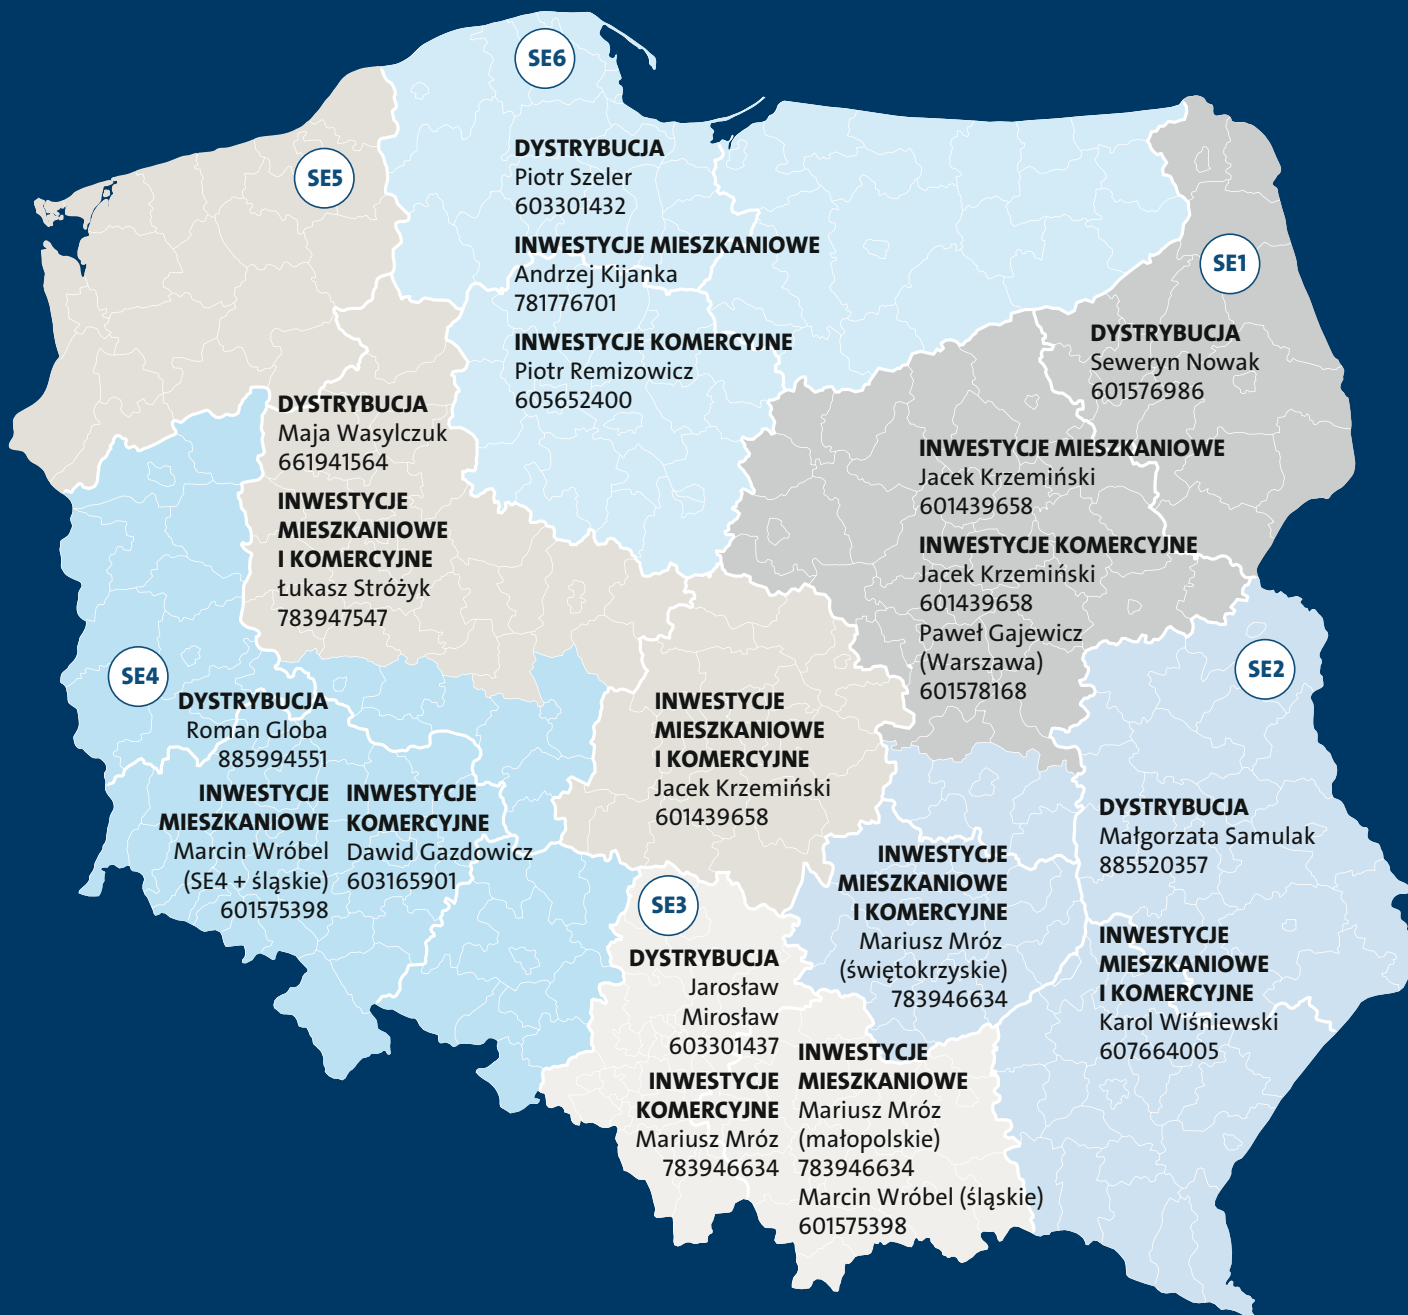 SE6
DYSTRYBUCJA
Piotr Szeler
603301432
INWESTYCJE MIESZKANIOWE
Andrzej Kijanka
781776701
INWESTYCJE KOMERCYJNE
Piotr Remizowicz
605652400
SE5
DYSTRYBUCJA
Maja Wasylczuk
661941564
INWESTYCJE
MIESZKANIOWE
I KOMERCYJNE
Łukasz Stróżyk
783947547
SE1
DYSTRYBUCJA
Seweryn Nowak
601576986
INWESTYCJE MIESZKANIOWE
Jacek Krzemiński
601439658
INWESTYCJE KOMERCYJNE
Jacek Krzemiński
601439658
Paweł Gajewicz
(Warszawa)
601578168
SE4
DYSTRYBUCJA
Roman Globa
885994551
INWESTYCJE
MIESZKANIOWE
Marcin Wróbel
(SE4 + śląskie)
601575398
INWESTYCJE
KOMERCYJNE
Dawid Gazdowicz
603165901
INWESTYCJE
MIESZKANIOWE
I KOMERCYJNE
Jacek Krzemiński
601439658
SE2
DYSTRYBUCJA
Małgorzata Samulak
885520357
INWESTYCJE
MIESZKANIOWE
I KOMERCYJNE
Karol Wiśniewski
607664005
INWESTYCJE
MIESZKANIOWE
I KOMERCYJNE
Mariusz Mróz
(świętokrzyskie)
783946634
SE3
DYSTRYBUCJA
Jarosław
Mirosław
603301437
INWESTYCJE
KOMERCYJNE
Mariusz Mróz
783946634
INWESTYCJE
MIESZKANIOWE
Mariusz Mróz
(małopolskie)
783946634
Marcin Wróbel (śląskie)
601575398